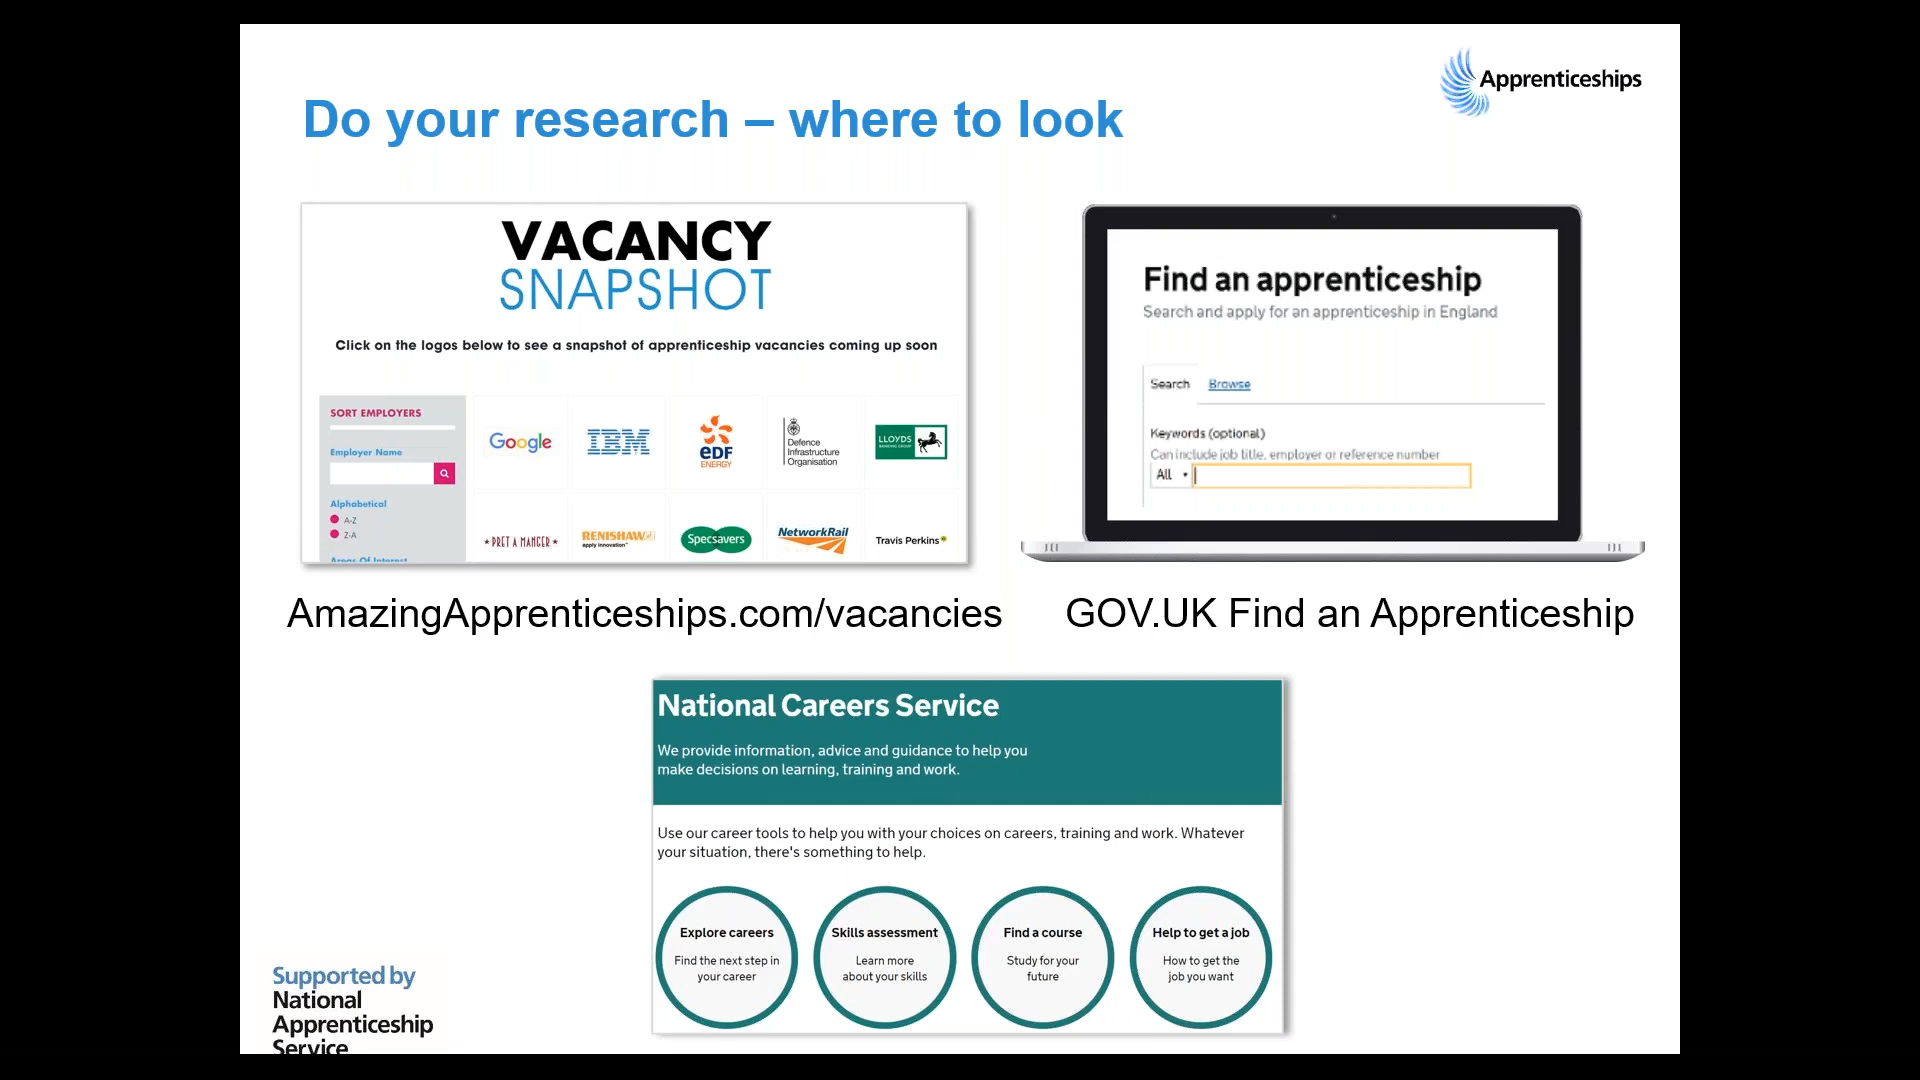 Apprenticeships
Do your research – where to look
VACANCY
SNAPSHOT
Click on the logos below to see a snapshot of apprenticeship vacancies coming up soon
SORT EMPLOYERS
Employer Name
Alphabetical
A-Z
Z-A
Areas Of Interest
Google
IBM
eDF
ENERGY
Defence
Infrastructure
Organisation
LLOYDS
BANKING GROUP
PRET A MANGER
RENISHAW
apply innovation™
Specsavers
NetworkRail
Travis Perkins
AmazingApprenticeships.com/vacancies
Find an apprenticeship
Search and apply for an apprenticeship in England
Search Browse
Keywords (optional)
Can include job title, employer or reference number
All
GOV.UK Find an Apprenticeship
National Careers Service
We provide information, advice and guidance to help you
make decisions on learning, training and work.
Use our career tools to help you with your choices on careers, training and work. Whatever
your situation, there's something to help.
Explore careers
Find the next step in
your career
Skills assessment
Learn more
about your skills
Find a course
Study for your
future
Help to get a job
How to get the
job you want
Supported by
National
Apprenticeship
Service